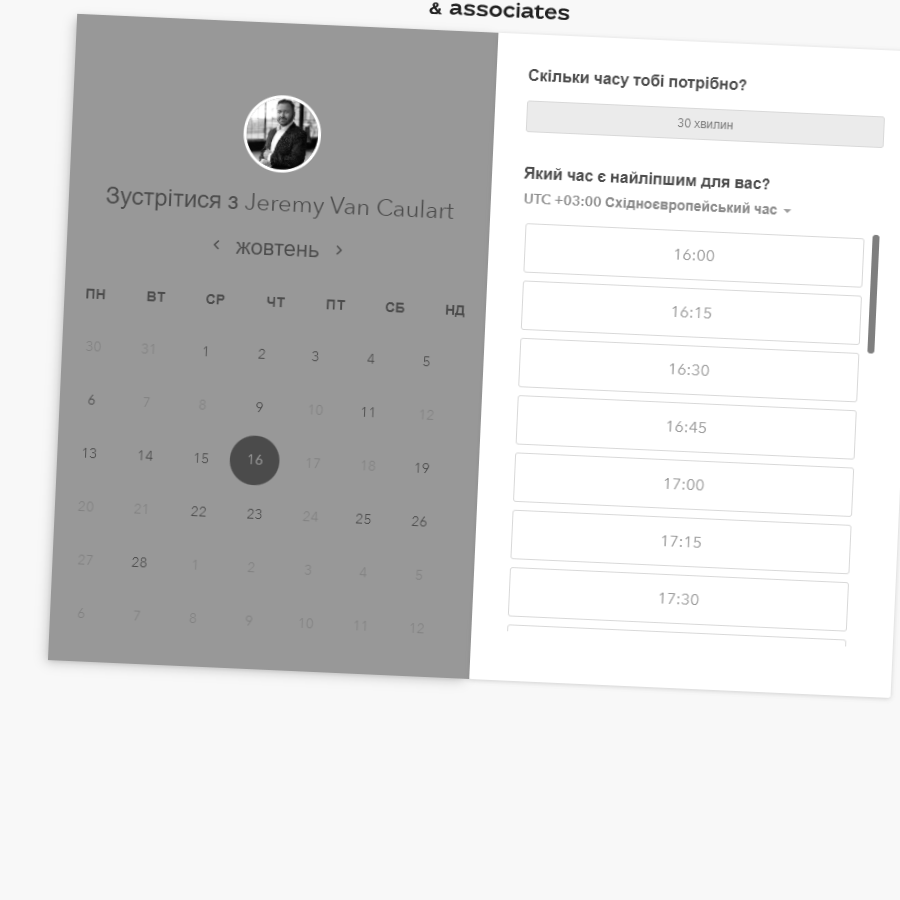 & associates
Зустрітися з Jeremy Van Caulart
жовтень
ПН ВТ СР ЧТ ПТ СБ НД
30 31 1 2 3 4 5
6 7 8 9 10 11 12
13 14 15 16 17 18 19
20 21 22 23 24 25 26
27 28 1 2 3 4 5
6 7 8 9 10 11 12
Скільки часу тобі потрібно?
30 хвилин
Який час є найліпшим для вас?
UTC +03:00 Східноєвропейський час
16:00
16:15
16:30
16:45
17:00
17:15
17:30